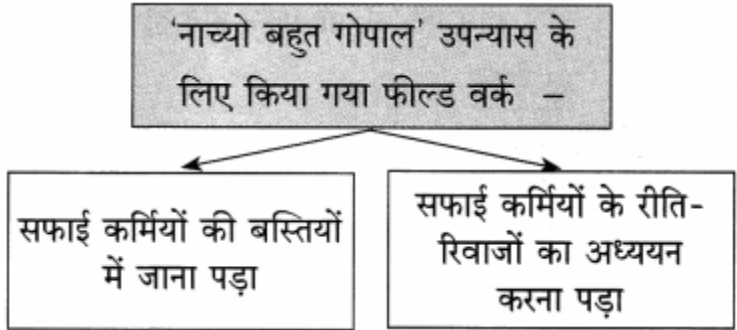 'नाच्यो बहुत गोपाल' उपन्यास के
लिए किया गया फील्ड वर्क –
सफाई कर्मियों की बस्तियों
में जाना पड़ा
सफाई कर्मियों के रीति-
रिवाजों का अध्ययन
करना पड़ा